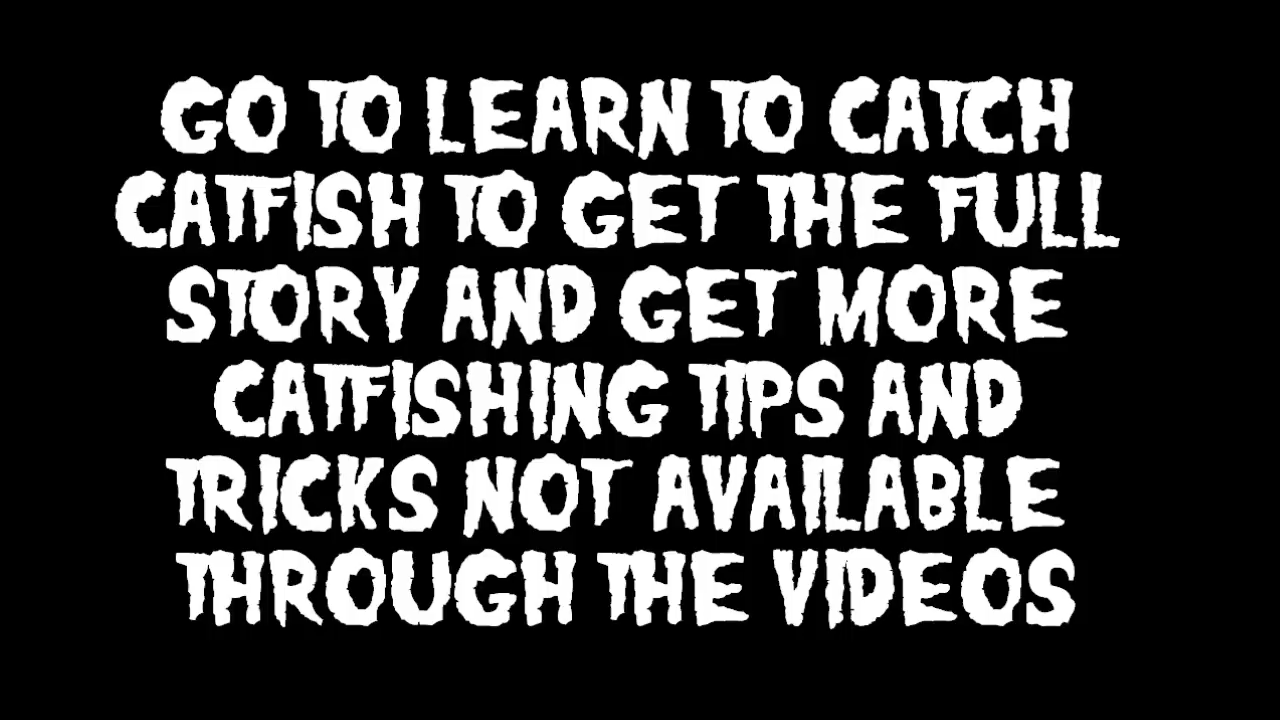 GO TO LEARN TO CATCH
CATFISH TO GET THE FULL
STORY AND GET MORE
CATFISHING TIPS AND
TRICKS NOT AVAILABLE
THROUGH THE VIDEOS